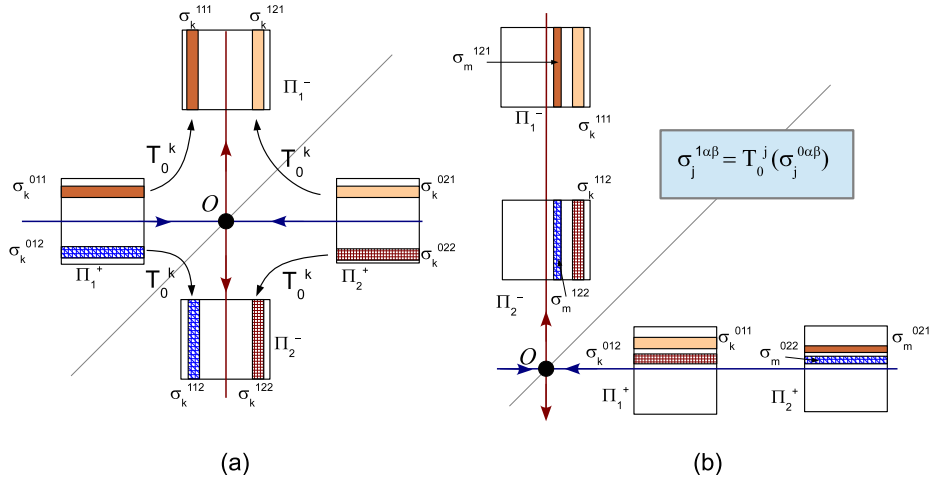 σk111 σk121
Π1−
T0k T0k
σk011 O σk021
σk012 σk022
Π1+ T0k T0k Π2+
Π2−
σk112 σk122
(a)
σm121
Π1− σk111
σj1αβ = T0j(σj0αβ)
σk112
Π2− σm122
O σk012 σk011 σm022 σm021
Π1+ Π2+
(b)